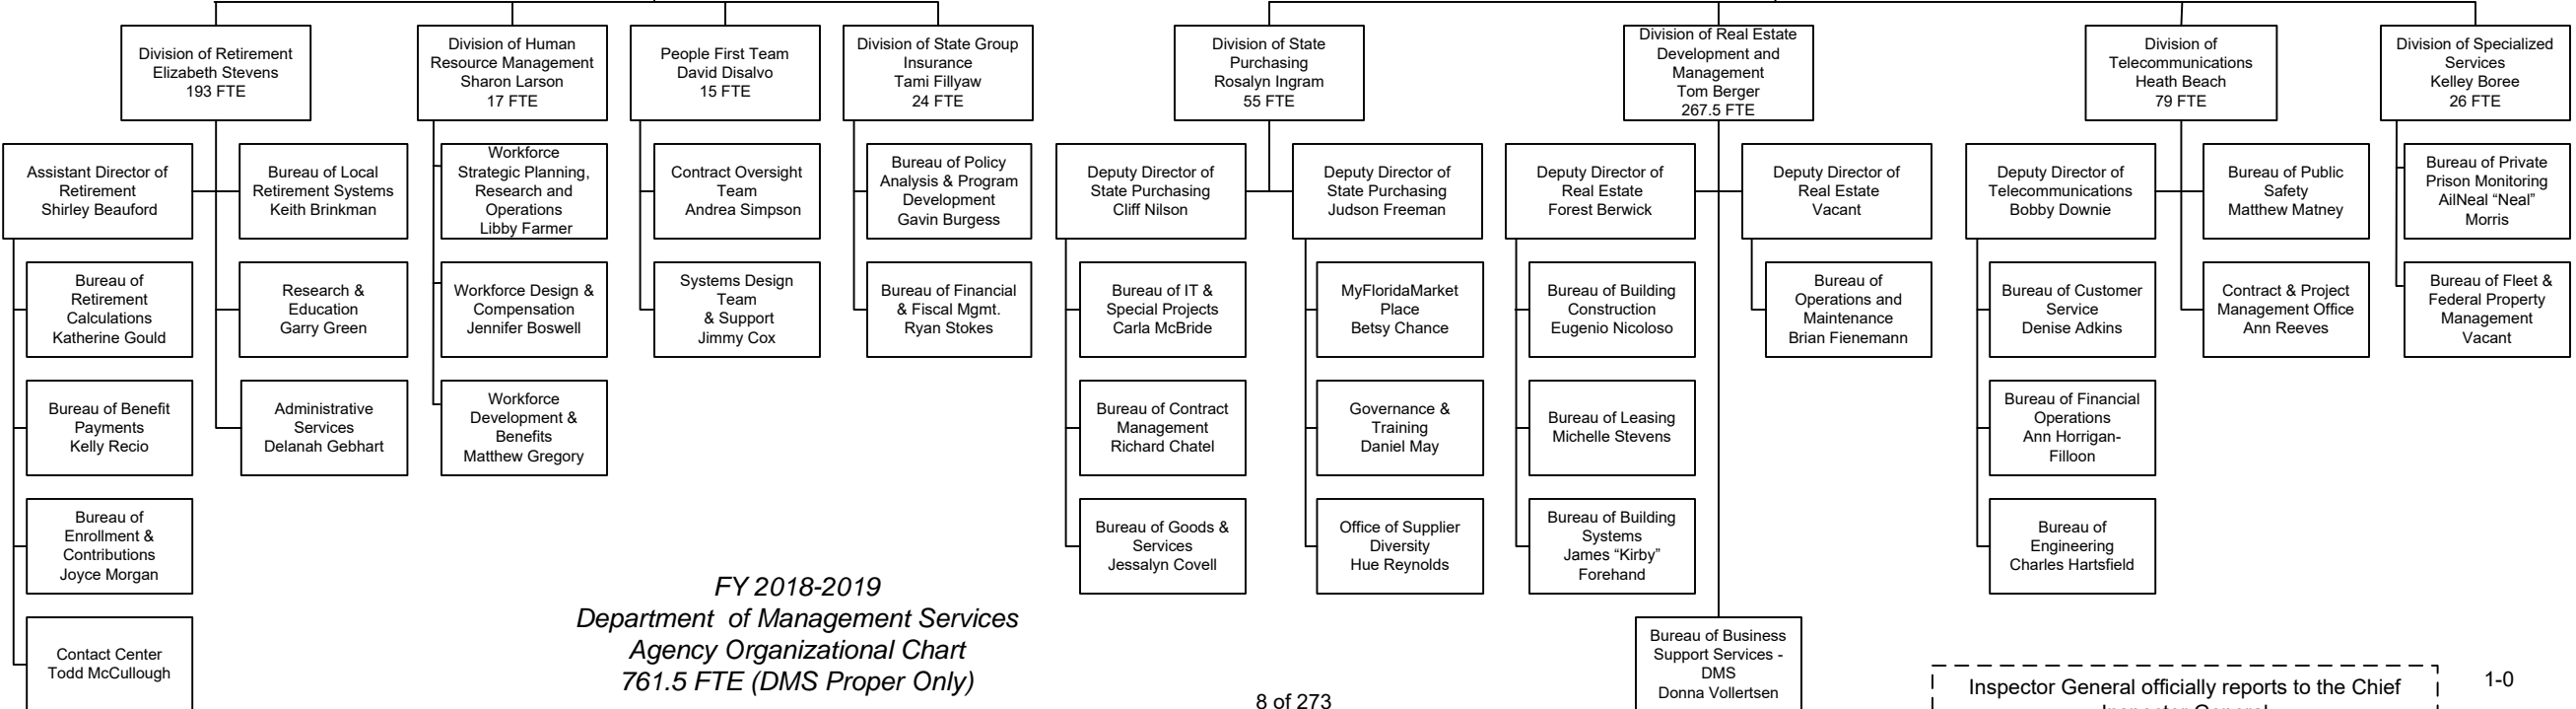 Division of Retirement
Elizabeth Stevens
193 FTE
Division of Human
Resource Management
Sharon Larson
17 FTE
People First Team
David Disalvo
15 FTE
Division of State Group
Insurance
Tami Fillyaw
24 FTE
Division of State
Purchasing
Rosalyn Ingram
55 FTE
Division of Real Estate
Development and
Management
Tom Berger
267.5 FTE
Division of
Telecommunications
Heath Beach
79 FTE
Division of Specialized
Services
Kelley Boree
26 FTE
Assistant Director of
Retirement
Shirley Beauford
Bureau of Local
Retirement Systems
Keith Brinkman
Workforce
Strategic Planning,
Research and
Operations
Libby Farmer
Contract Oversight
Team
Andrea Simpson
Bureau of Policy
Analysis & Program
Development
Gavin Burgess
Deputy Director of
State Purchasing
Cliff Nilson
Deputy Director of
State Purchasing
Judson Freeman
Deputy Director of
Real Estate
Forest Berwick
Deputy Director of
Real Estate
Vacant
Deputy Director of
Telecommunications
Bobby Downie
Bureau of Public
Safety
Matthew Matney
Bureau of Private
Prison Monitoring
AilNeal “Neal”
Morris
Bureau of
Retirement
Calculations
Katherine Gould
Research &
Education
Garry Green
Workforce Design &
Compensation
Jennifer Boswell
Systems Design
Team
& Support
Jimmy Cox
Bureau of Financial
& Fiscal Mgmt.
Ryan Stokes
Bureau of IT &
Special Projects
Carla McBride
MyFloridaMarket
Place
Betsy Chance
Bureau of Building
Construction
Eugenio Nicoloso
Bureau of
Operations and
Maintenance
Brian Fienemann
Bureau of Customer
Service
Denise Adkins
Contract & Project
Management Office
Ann Reeves
Bureau of Fleet &
Federal Property
Management
Vacant
Bureau of Benefit
Payments
Kelly Recio
Administrative
Services
Delanah Gebhart
Workforce
Development &
Benefits
Matthew Gregory
Bureau of Contract
Management
Richard Chatel
Governance &
Training
Daniel May
Bureau of Leasing
Michelle Stevens
Bureau of Financial
Operations
Ann Horrigan-
Filloon
Bureau of
Enrollment &
Contributions
Joyce Morgan
Bureau of Goods &
Services
Jessalyn Covell
Office of Supplier
Diversity
Hue Reynolds
Bureau of Building
Systems
James “Kirby”
Forehand
Bureau of
Engineering
Charles Hartsfield
Contact Center
Todd McCullough
FY 2018-2019
Department of Management Services
Agency Organizational Chart
761.5 FTE (DMS Proper Only)
Bureau of Business
Support Services -
DMS
Donna Vollertsen
8 of 273
Inspector General officially reports to the Chief
Inspector General
1-0